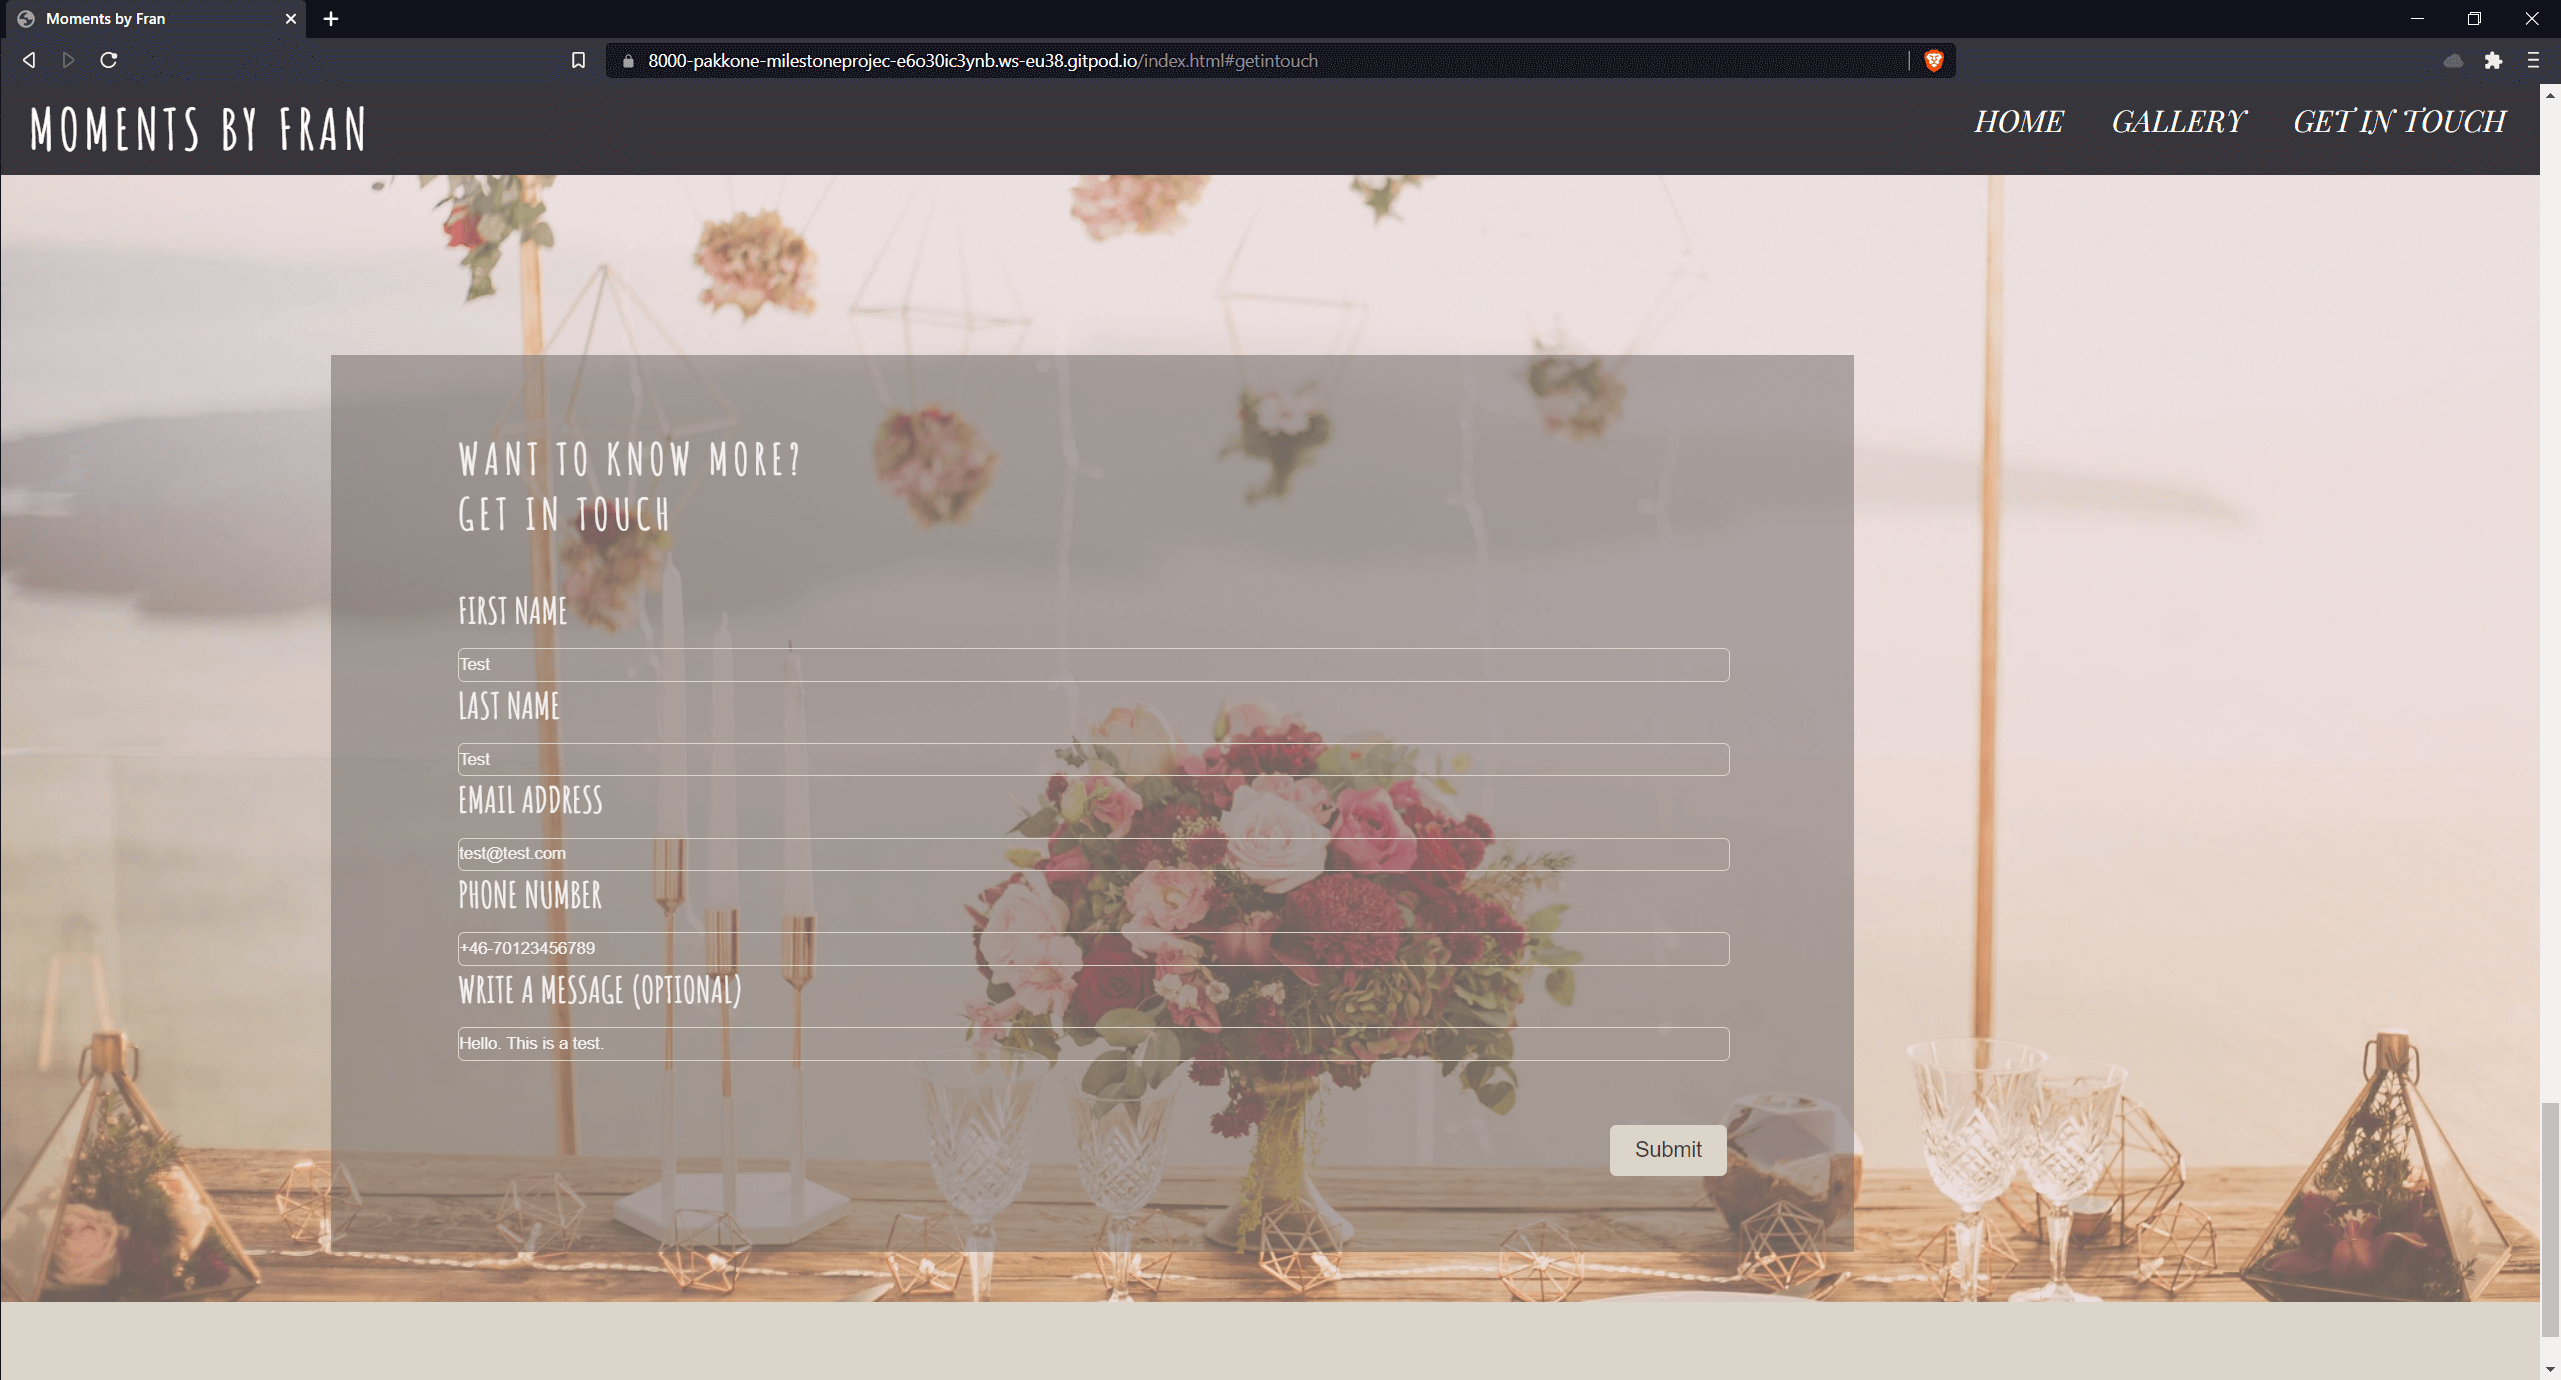 Moments by Fran
8000-pakkone-milestoneprojec-e6o30ic3ynb.ws-eu38.gitpod.io/index.html#getintouch
MOMENTS BY FRAN
HOME GALLERY GET IN TOUCH
WANT TO KNOW MORE?
GET IN TOUCH
FIRST NAME
Test
LAST NAME
Test
EMAIL ADDRESS
test@test.com
PHONE NUMBER
+46-70123456789
WRITE A MESSAGE (OPTIONAL)
Hello. This is a test.
Submit